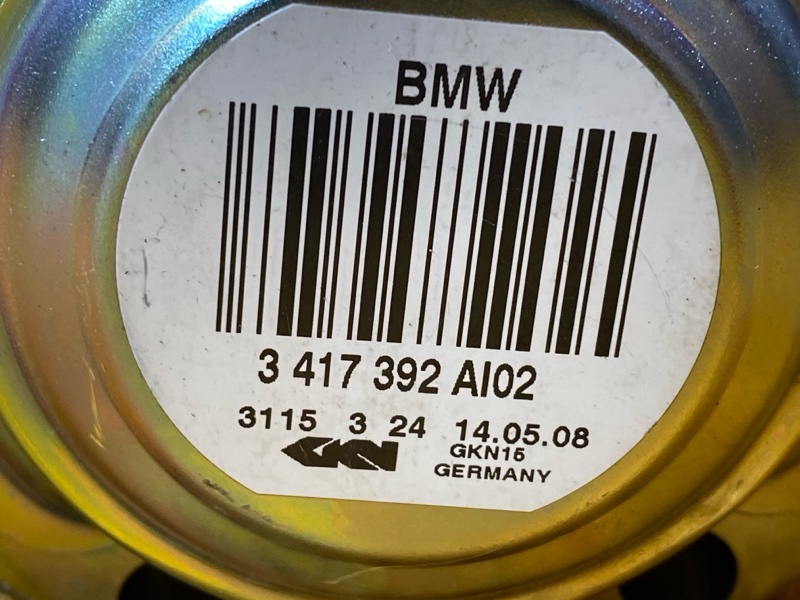 BMW
3 417 392 AI02
3115 3 24 14.05.08
GKN GKN15
GERMANY